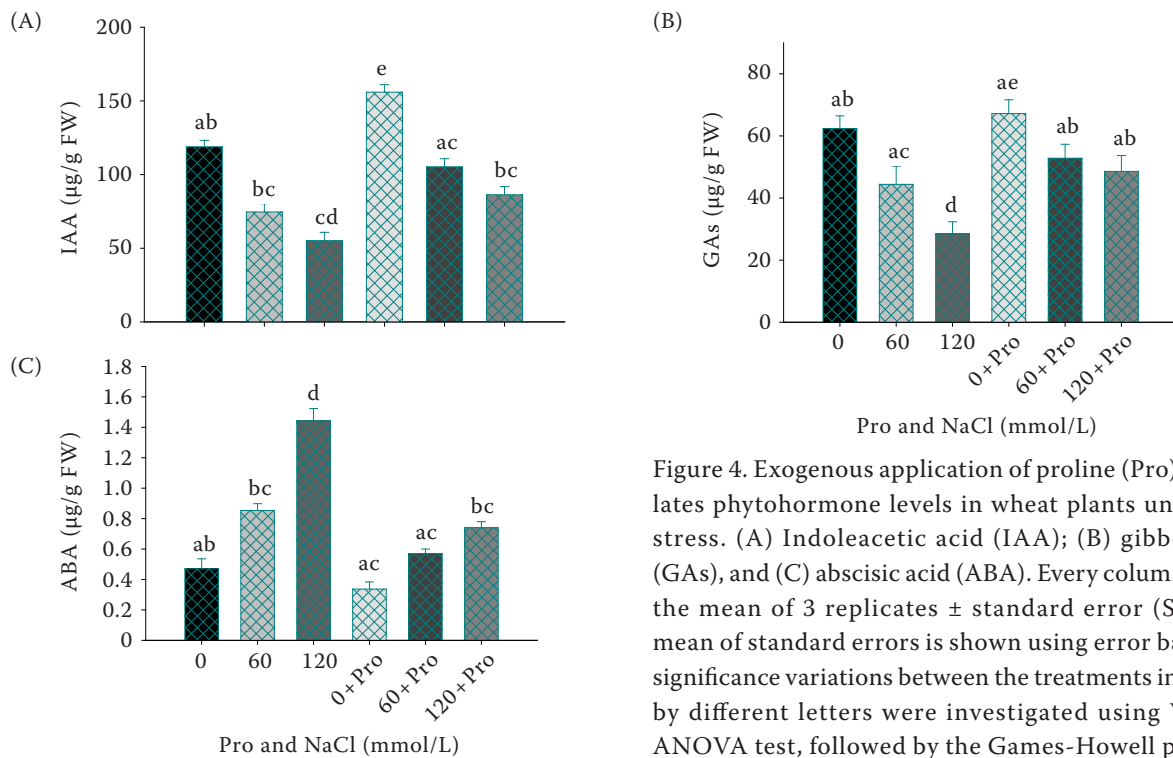 (A)
200
150
100
50
0
IAA (µg/g FW)
ab
bc
cd
e
ac
bc
(B)
80
60
40
20
0
GAs (µg/g FW)
ab
ac
d
ae
ab
ab
0 60 120 0+Pro 60+Pro 120+Pro
Pro and NaCl (mmol/L)
(C)
1.8
1.6
1.4
1.2
1.0
0.8
0.6
0.4
0.2
0
ABA (µg/g FW)
ab
bc
d
ac
ac
bc
0 60 120 0+Pro 60+Pro 120+Pro
Pro and NaCl (mmol/L)
Figure 4. Exogenous application of proline (Pro)
lates phytohormone levels in wheat plants un
stress. (A) Indoleacetic acid (IAA); (B) gibb
(GAs), and (C) abscisic acid (ABA). Every colum
the mean of 3 replicates ± standard error (S
mean of standard errors is shown using error ba
significance variations between the treatments in
by different letters were investigated using
ANOVA test, followed by the Games-Howell p